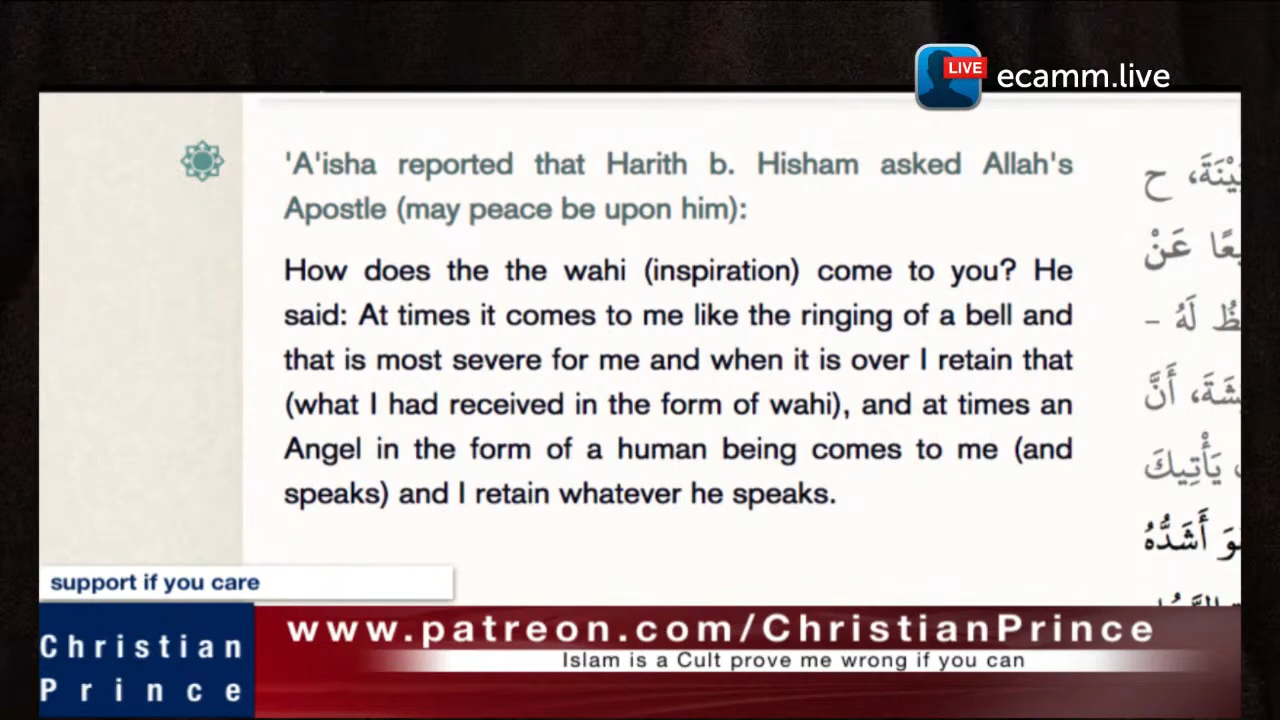 LIVE
ecamm.live
'A'isha reported that Harith b. Hisham asked Allah's
Apostle (may peace be upon him):
How does the the wahi (inspiration) come to you? He
said: At times it comes to me like the ringing of a bell and
that is most severe for me and when it is over I retain that
(what I had received in the form of wahi), and at times an
Angel in the form of a human being comes to me (and
speaks) and I retain whatever he speaks.
ح
عَنْ
لَهُ -
أَنَّ
يَأْتِيكَ
أَشَدُّهُ
support if you care
Christian
Prince
www.patreon.com/ChristianPrince
Islam is a Cult prove me wrong if you can